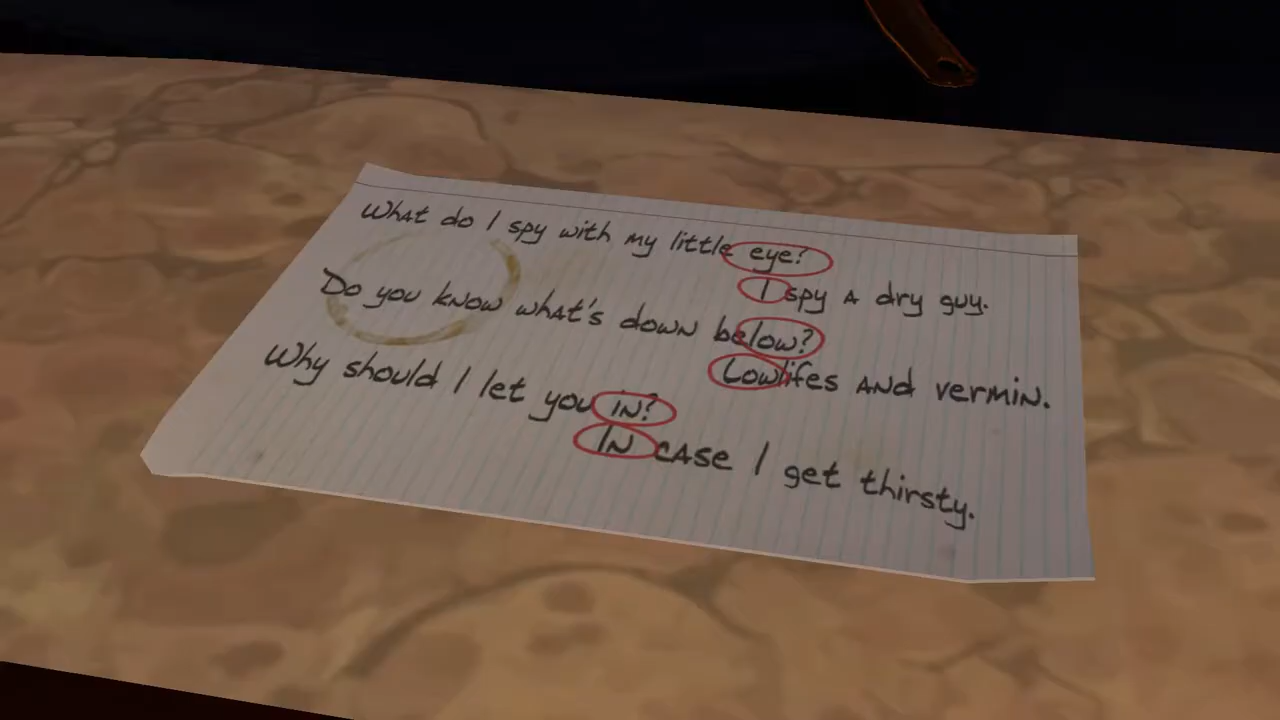 What do I spy with my little eye?
I spy a dry guy.
Do you know what's down below?
Lowlifes and vermin.
Why should I let you in?
In case I get thirsty.